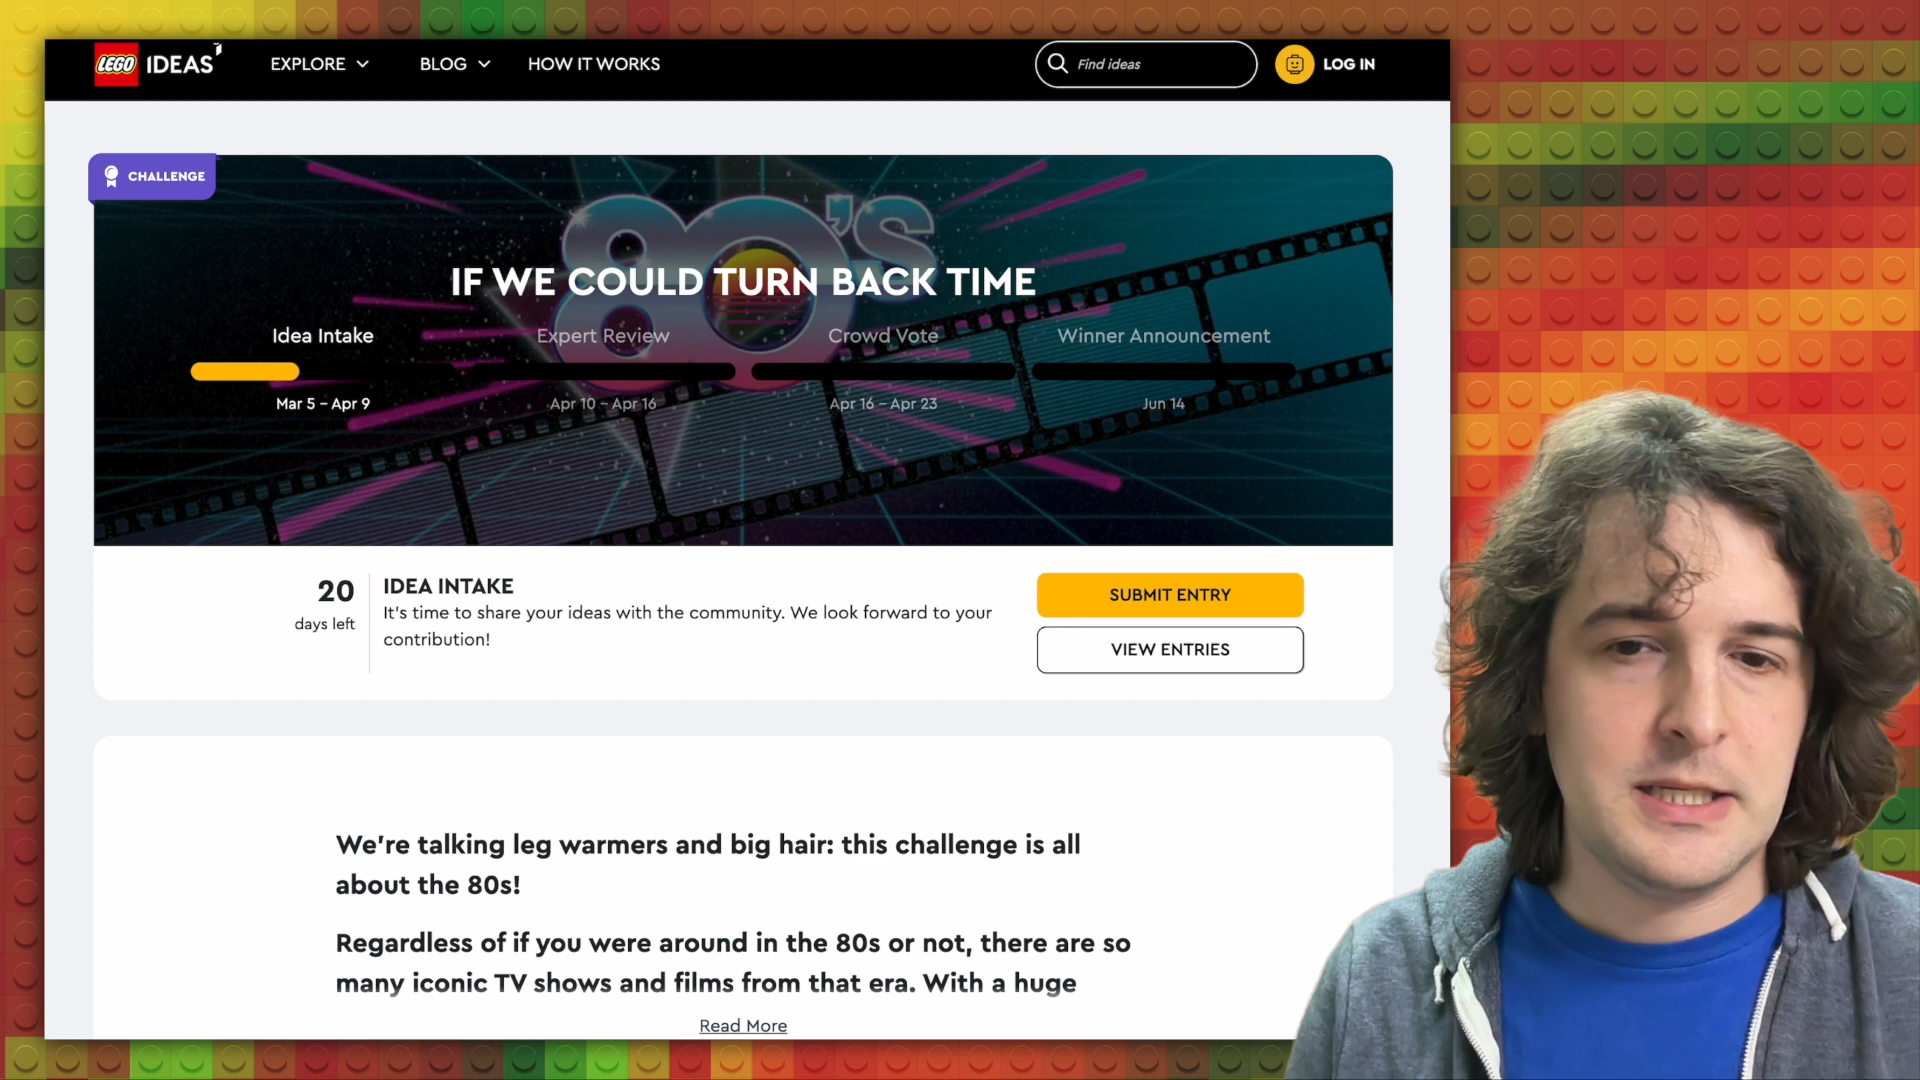 LEGO IDEAS EXPLORE BLOG HOW IT WORKS Find ideas LOG IN
CHALLENGE
80's
IF WE COULD TURN BACK TIME
Idea Intake Expert Review Crowd Vote Winner Announcement
Mar 5 – Apr 9 Apr 10 – Apr 16 Apr 16 – Apr 23 Jun 14
20
days left
IDEA INTAKE
It's time to share your ideas with the community. We look forward to your
contribution!
SUBMIT ENTRY
VIEW ENTRIES
We're talking leg warmers and big hair: this challenge is all
about the 80s!
Regardless of if you were around in the 80s or not, there are so
many iconic TV shows and films from that era. With a huge
Read More